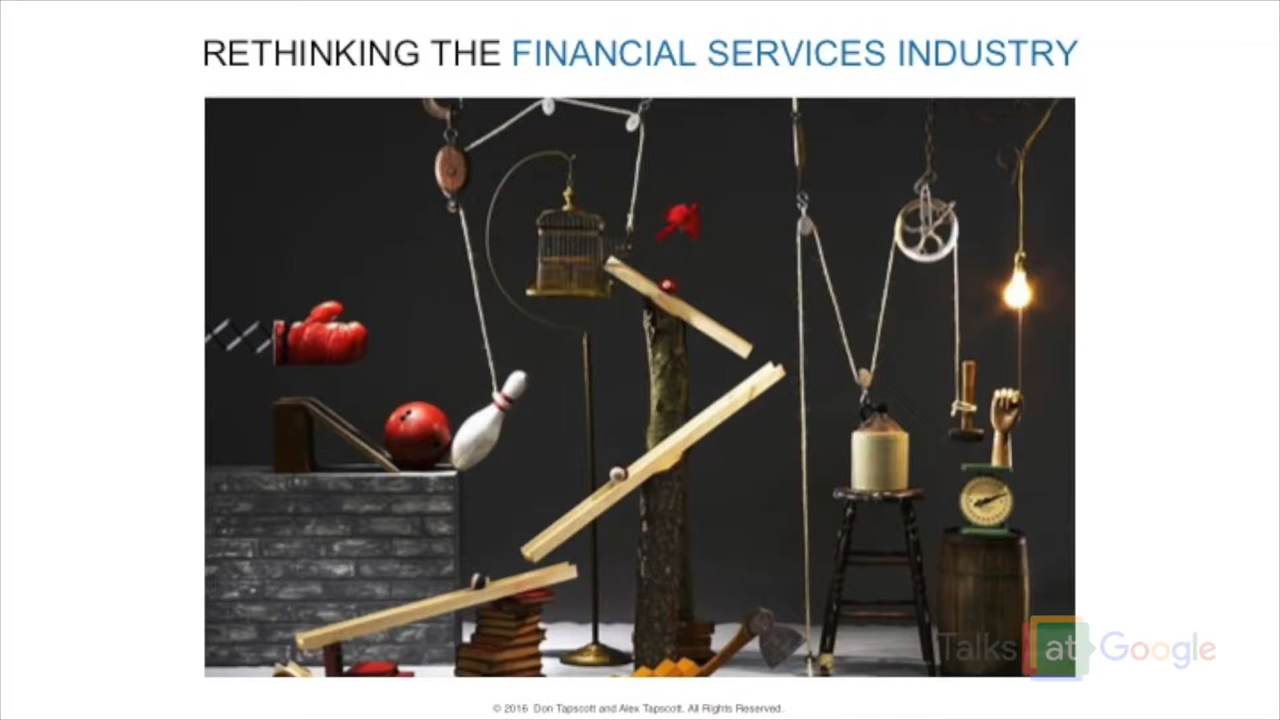 RETHINKING THE FINANCIAL SERVICES INDUSTRY
Talks at Google
© 2016 Don Tapscott and Alex Tapscott. All Rights Reserved.